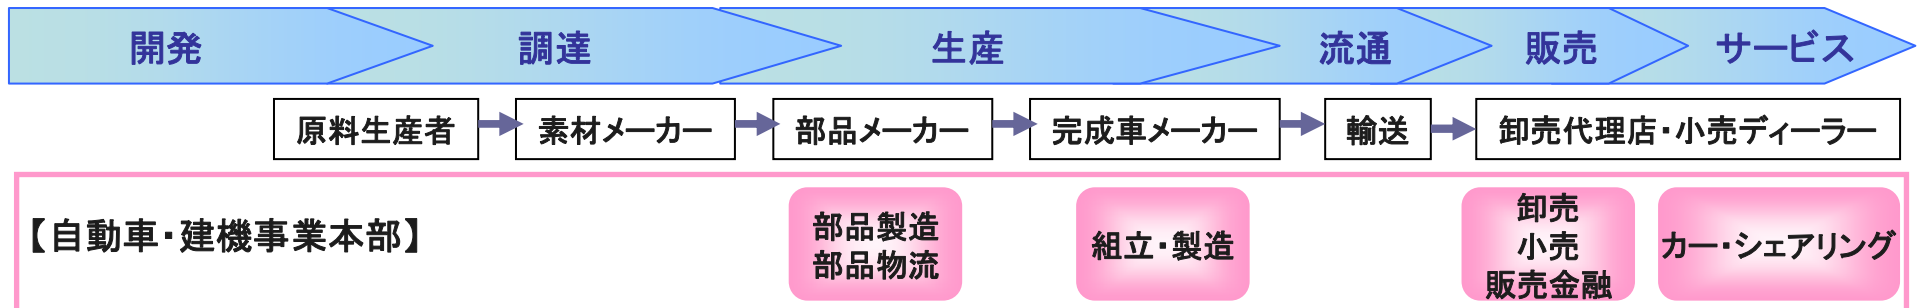 開発
調達
生産
流通
販売
サービス
原料生産者
素材メーカー
部品メーカー
完成車メーカー
輸送
卸売代理店・小売ディーラー
【自動車・建機事業本部】
部品製造
部品物流
組立・製造
卸売
小売
販売金融
カー・シェアリング